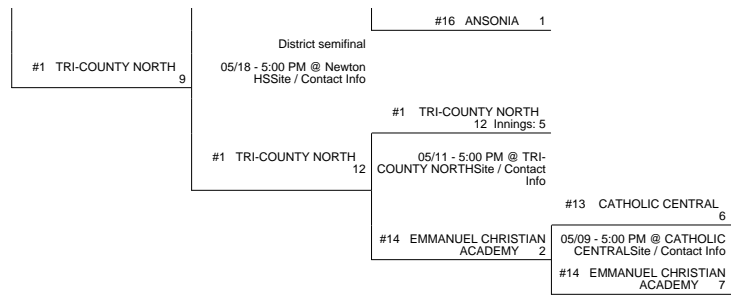 #16 ANSONIA 1
District semifinal
#1 TRI-COUNTY NORTH
9
05/18 - 5:00 PM @ Newton
HSSite / Contact Info
#1 TRI-COUNTY NORTH
12 Innings: 5
#1 TRI-COUNTY NORTH
12
05/11 - 5:00 PM @ TRI-
COUNTY NORTHSite / Contact
Info
#13 CATHOLIC CENTRAL
6
#14 EMMANUEL CHRISTIAN
ACADEMY 2
05/09 - 5:00 PM @ CATHOLIC
CENTRALSite / Contact Info
#14 EMMANUEL CHRISTIAN
ACADEMY 7